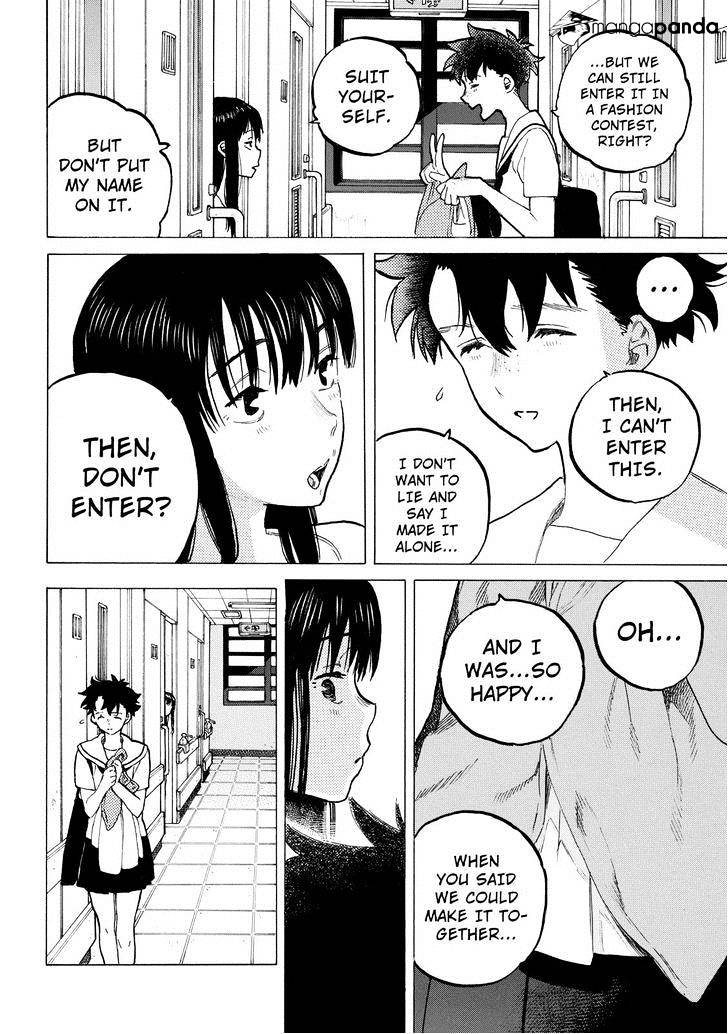 mangapanda
...BUT WE
CAN STILL
ENTER IT
IN A
FASHION
CONTEST,
RIGHT?
SUIT
YOUR-
SELF.
BUT
DON'T PUT
MY NAME
ON IT.
...
THEN,
I CAN'T
ENTER
THIS.
I DON'T
WANT TO
LIE AND
SAY I
MADE IT
ALONE...
THEN,
DON'T
ENTER?
OH...
AND I
WAS...SO
HAPPY...
WHEN
YOU SAID
WE COULD
MAKE IT TO-
GETHER...